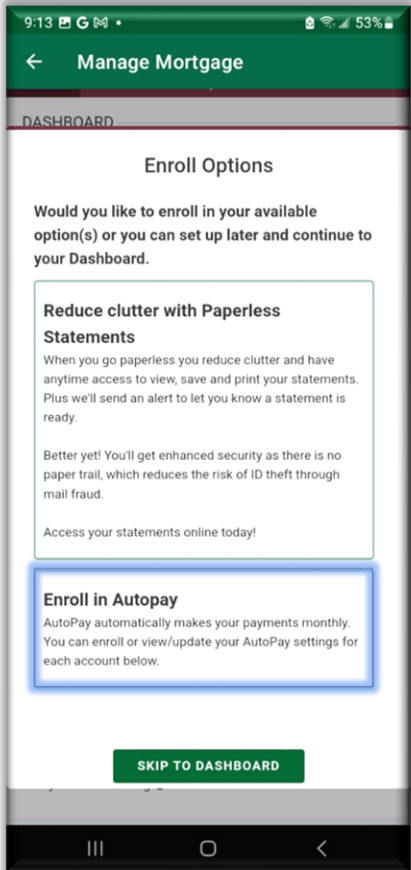 9:13
G
53%
Manage Mortgage
DASHBOARD
Enroll Options
Would you like to enroll in your available
option(s) or you can set up later and continue to
your Dashboard.
Reduce clutter with Paperless
Statements
When you go paperless you reduce clutter and have
anytime access to view, save and print your statements.
Plus we'll send an alert to let you know a statement is
ready.
Better yet! You'll get enhanced security as there is no
paper trail, which reduces the risk of ID theft through
mail fraud.
Access your statements online today!
Enroll in Autopay
AutoPay automatically makes your payments monthly.
You can enroll or view/update your AutoPay settings for
each account below.
SKIP TO DASHBOARD